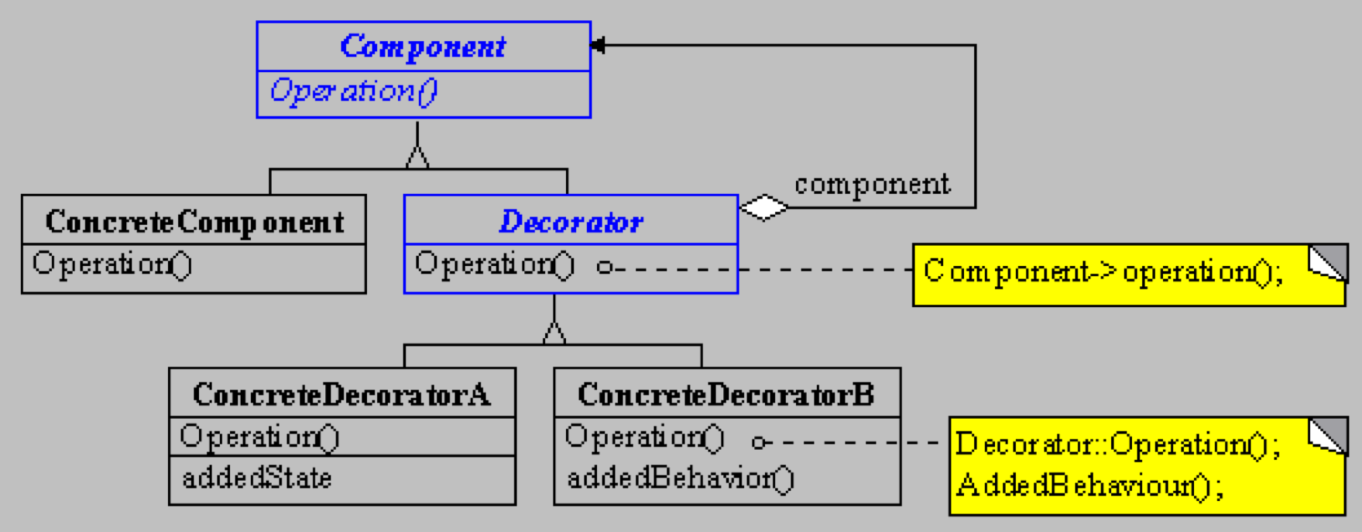 Component
Operation()
component
ConcreteComponent
Operation()
Decorator
Operation()
Component->operation();
ConcreteDecoratorA
Operation()
addedState
ConcreteDecoratorB
Operation()
addedBehavior()
Decorator::Operation();
AddedBehaviour();